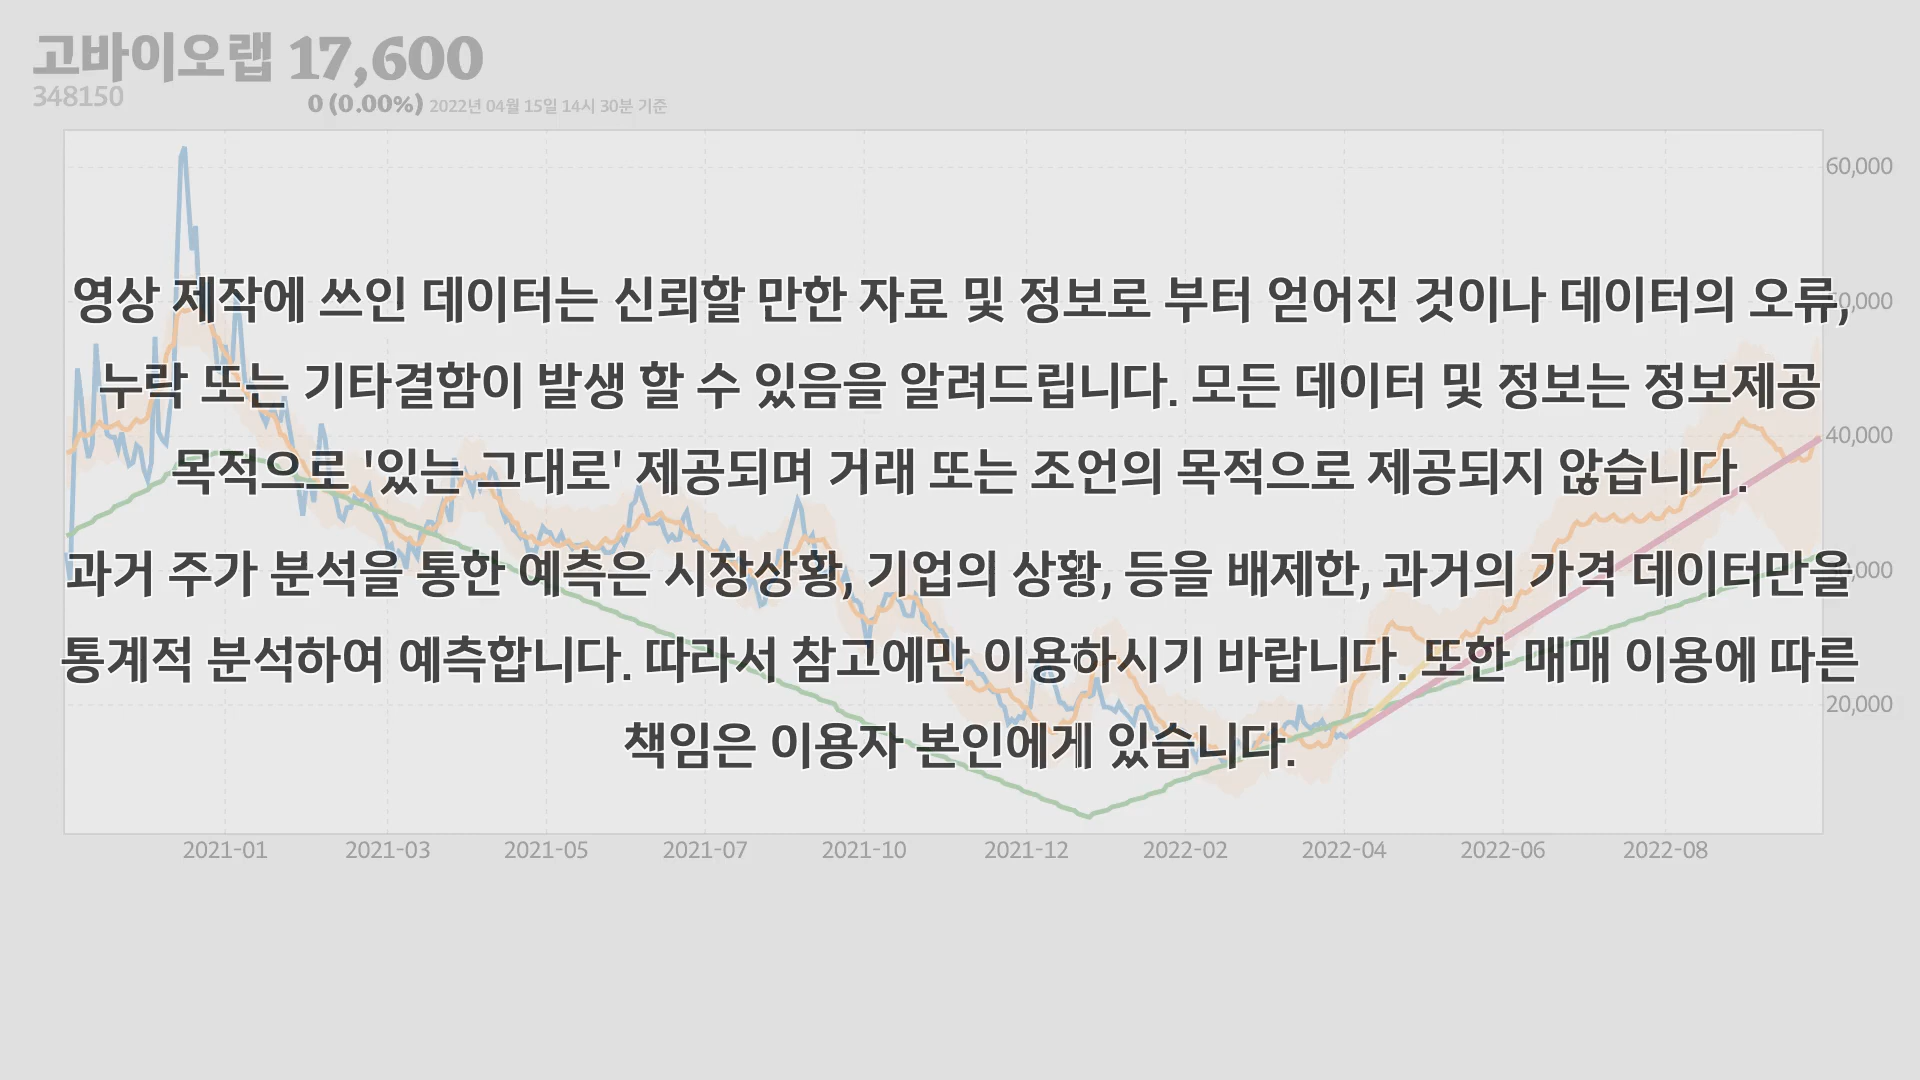 고바이오랩 17,600
348150
0 (0.00%) 2022년 04월 15일 14시 30분 기준
60,000
영상 제작에 쓰인 데이터는 신뢰할 만한 자료 및 정보로 부터 얻어진 것이나 데이터의 오류,
누락 또는 기타결함이 발생 할 수 있음을 알려드립니다. 모든 데이터 및 정보는 정보제공
40,000
목적으로 '있는 그대로' 제공되며 거래 또는 조언의 목적으로 제공되지 않습니다.
과거 주가 분석을 통한 예측은 시장상황, 기업의 상황, 등을 배제한, 과거의 가격 데이터만을
통계적 분석하여 예측합니다. 따라서 참고에만 이용하시기 바랍니다. 또한 매매 이용에 따른
20,000
책임은 이용자 본인에게 있습니다.
2021-01 2021-03 2021-05 2021-07 2021-10 2021-12 2022-02 2022-04 2022-06 2022-08